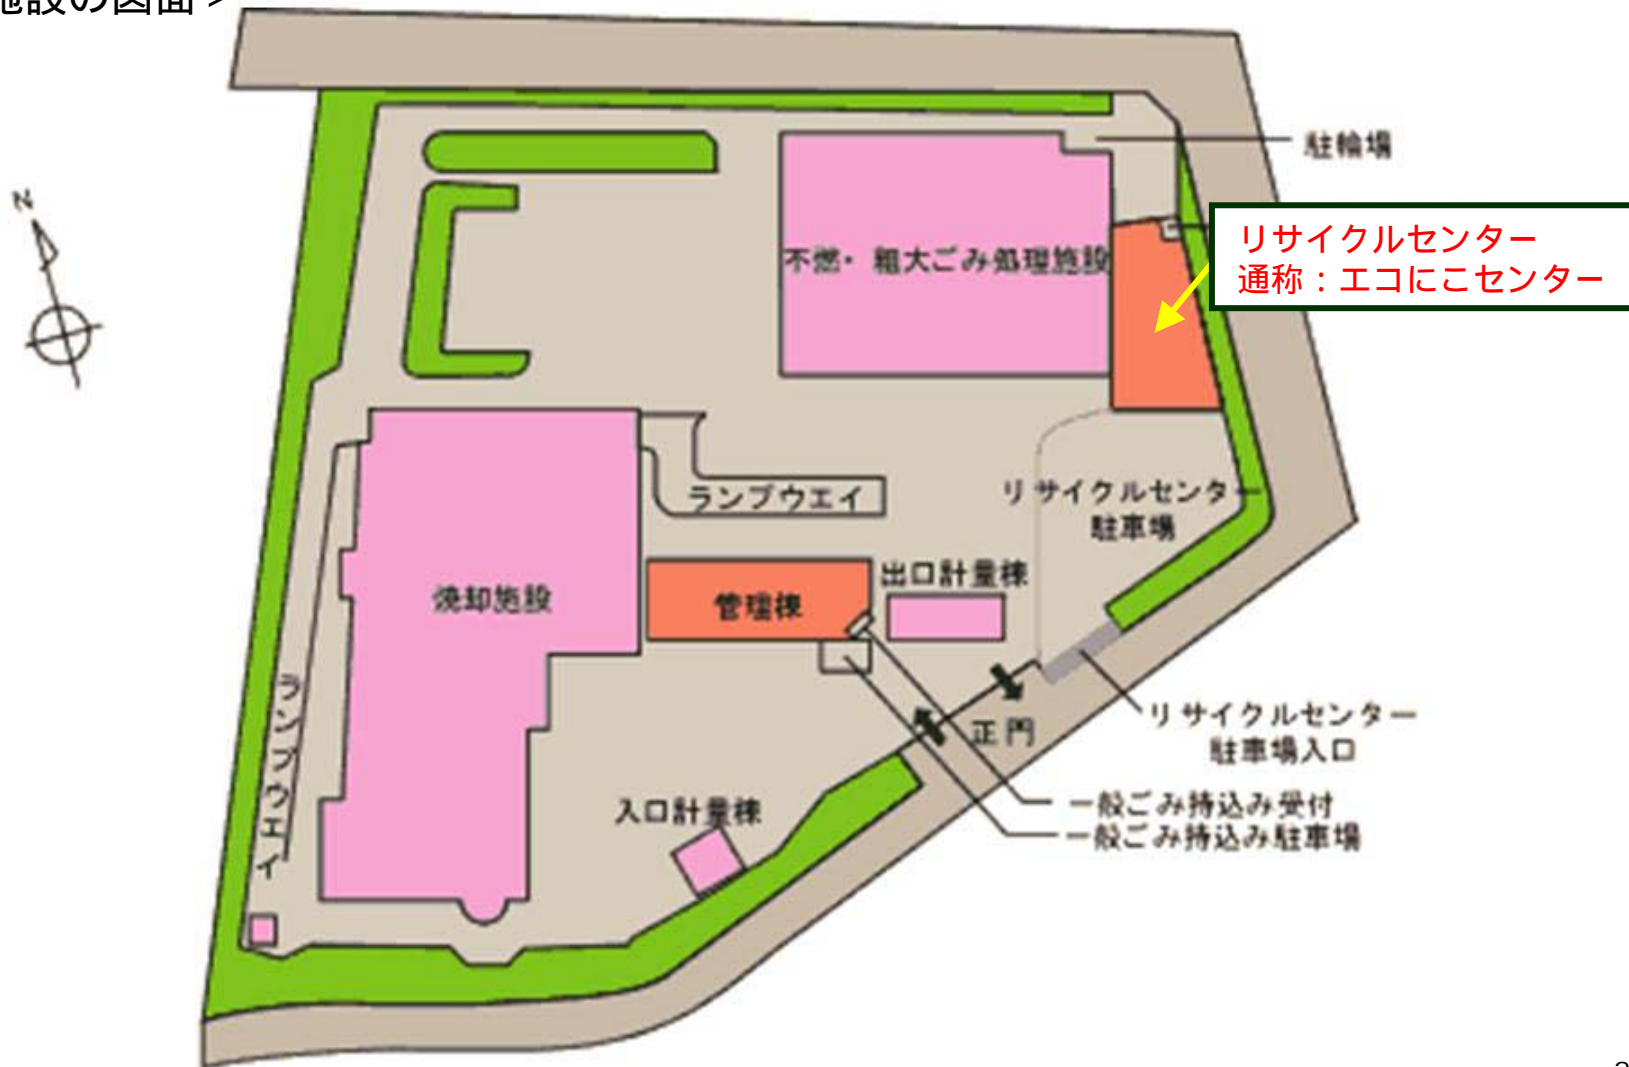 施設の図面>
N
駐輪場
リサイクルセンター
通称：エコにこセンター
不燃・粗大ごみ処理施設
リサイクルセンター
駐車場
ランプウエイ
出口計量棟
焼却施設
管理棟
ランプウエイ
正門
リサイクルセンター
駐車場入口
一般ごみ持込み受付
一般ごみ持込み駐車場
入口計量棟